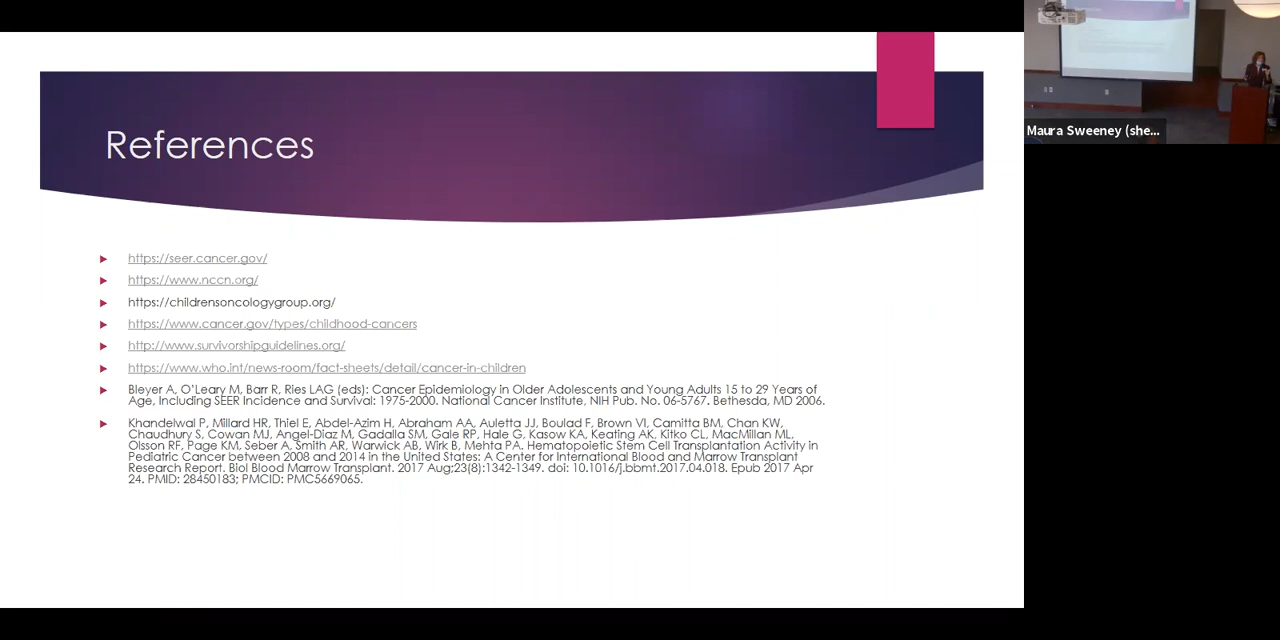 References
https://seer.cancer.gov/
https://www.nccn.org/
https://childrensoncologygroup.org/
https://www.cancer.gov/types/childhood-cancers
http://www.survivorshipguidelines.org/
https://www.who.int/news-room/fact-sheets/detail/cancer-in-children
Bleyer A, O'Leary M, Barr R, Ries LAG (eds): Cancer Epidemiology in Older Adolescents and Young Adults 15 to 29 Years of
Age, Including SEER Incidence and Survival: 1975-2000. National Cancer Institute, NIH Pub. No. 06-5767. Bethesda, MD 2006.
Khandelwal P, Millard HR, Thiel E, Abdel-Azim H, Abraham AA, Auletta JJ, Boulad F, Brown VI, Camitta BM, Chan KW,
Chaudhury S, Cowan MJ, Angel-Diaz M, Gadalla SM, Gale RP, Hale G, Kasow KA, Keating AK, Kitko CL, MacMillan ML,
Olsson RF, Page KM, Seber A, Smith AR, Warwick AB, Wirk B, Mehta PA. Hematopoietic Stem Cell Transplantation Activity in
Pediatric Cancer between 2008 and 2014 in the United States: A Center for International Blood and Marrow Transplant
Research Report. Biol Blood Marrow Transplant. 2017 Aug;23(8):1342-1349. doi: 10.1016/j.bbmt.2017.04.018. Epub 2017 Apr
24. PMID: 28450183; PMCID: PMC5669065.
Maura Sweeney (she...